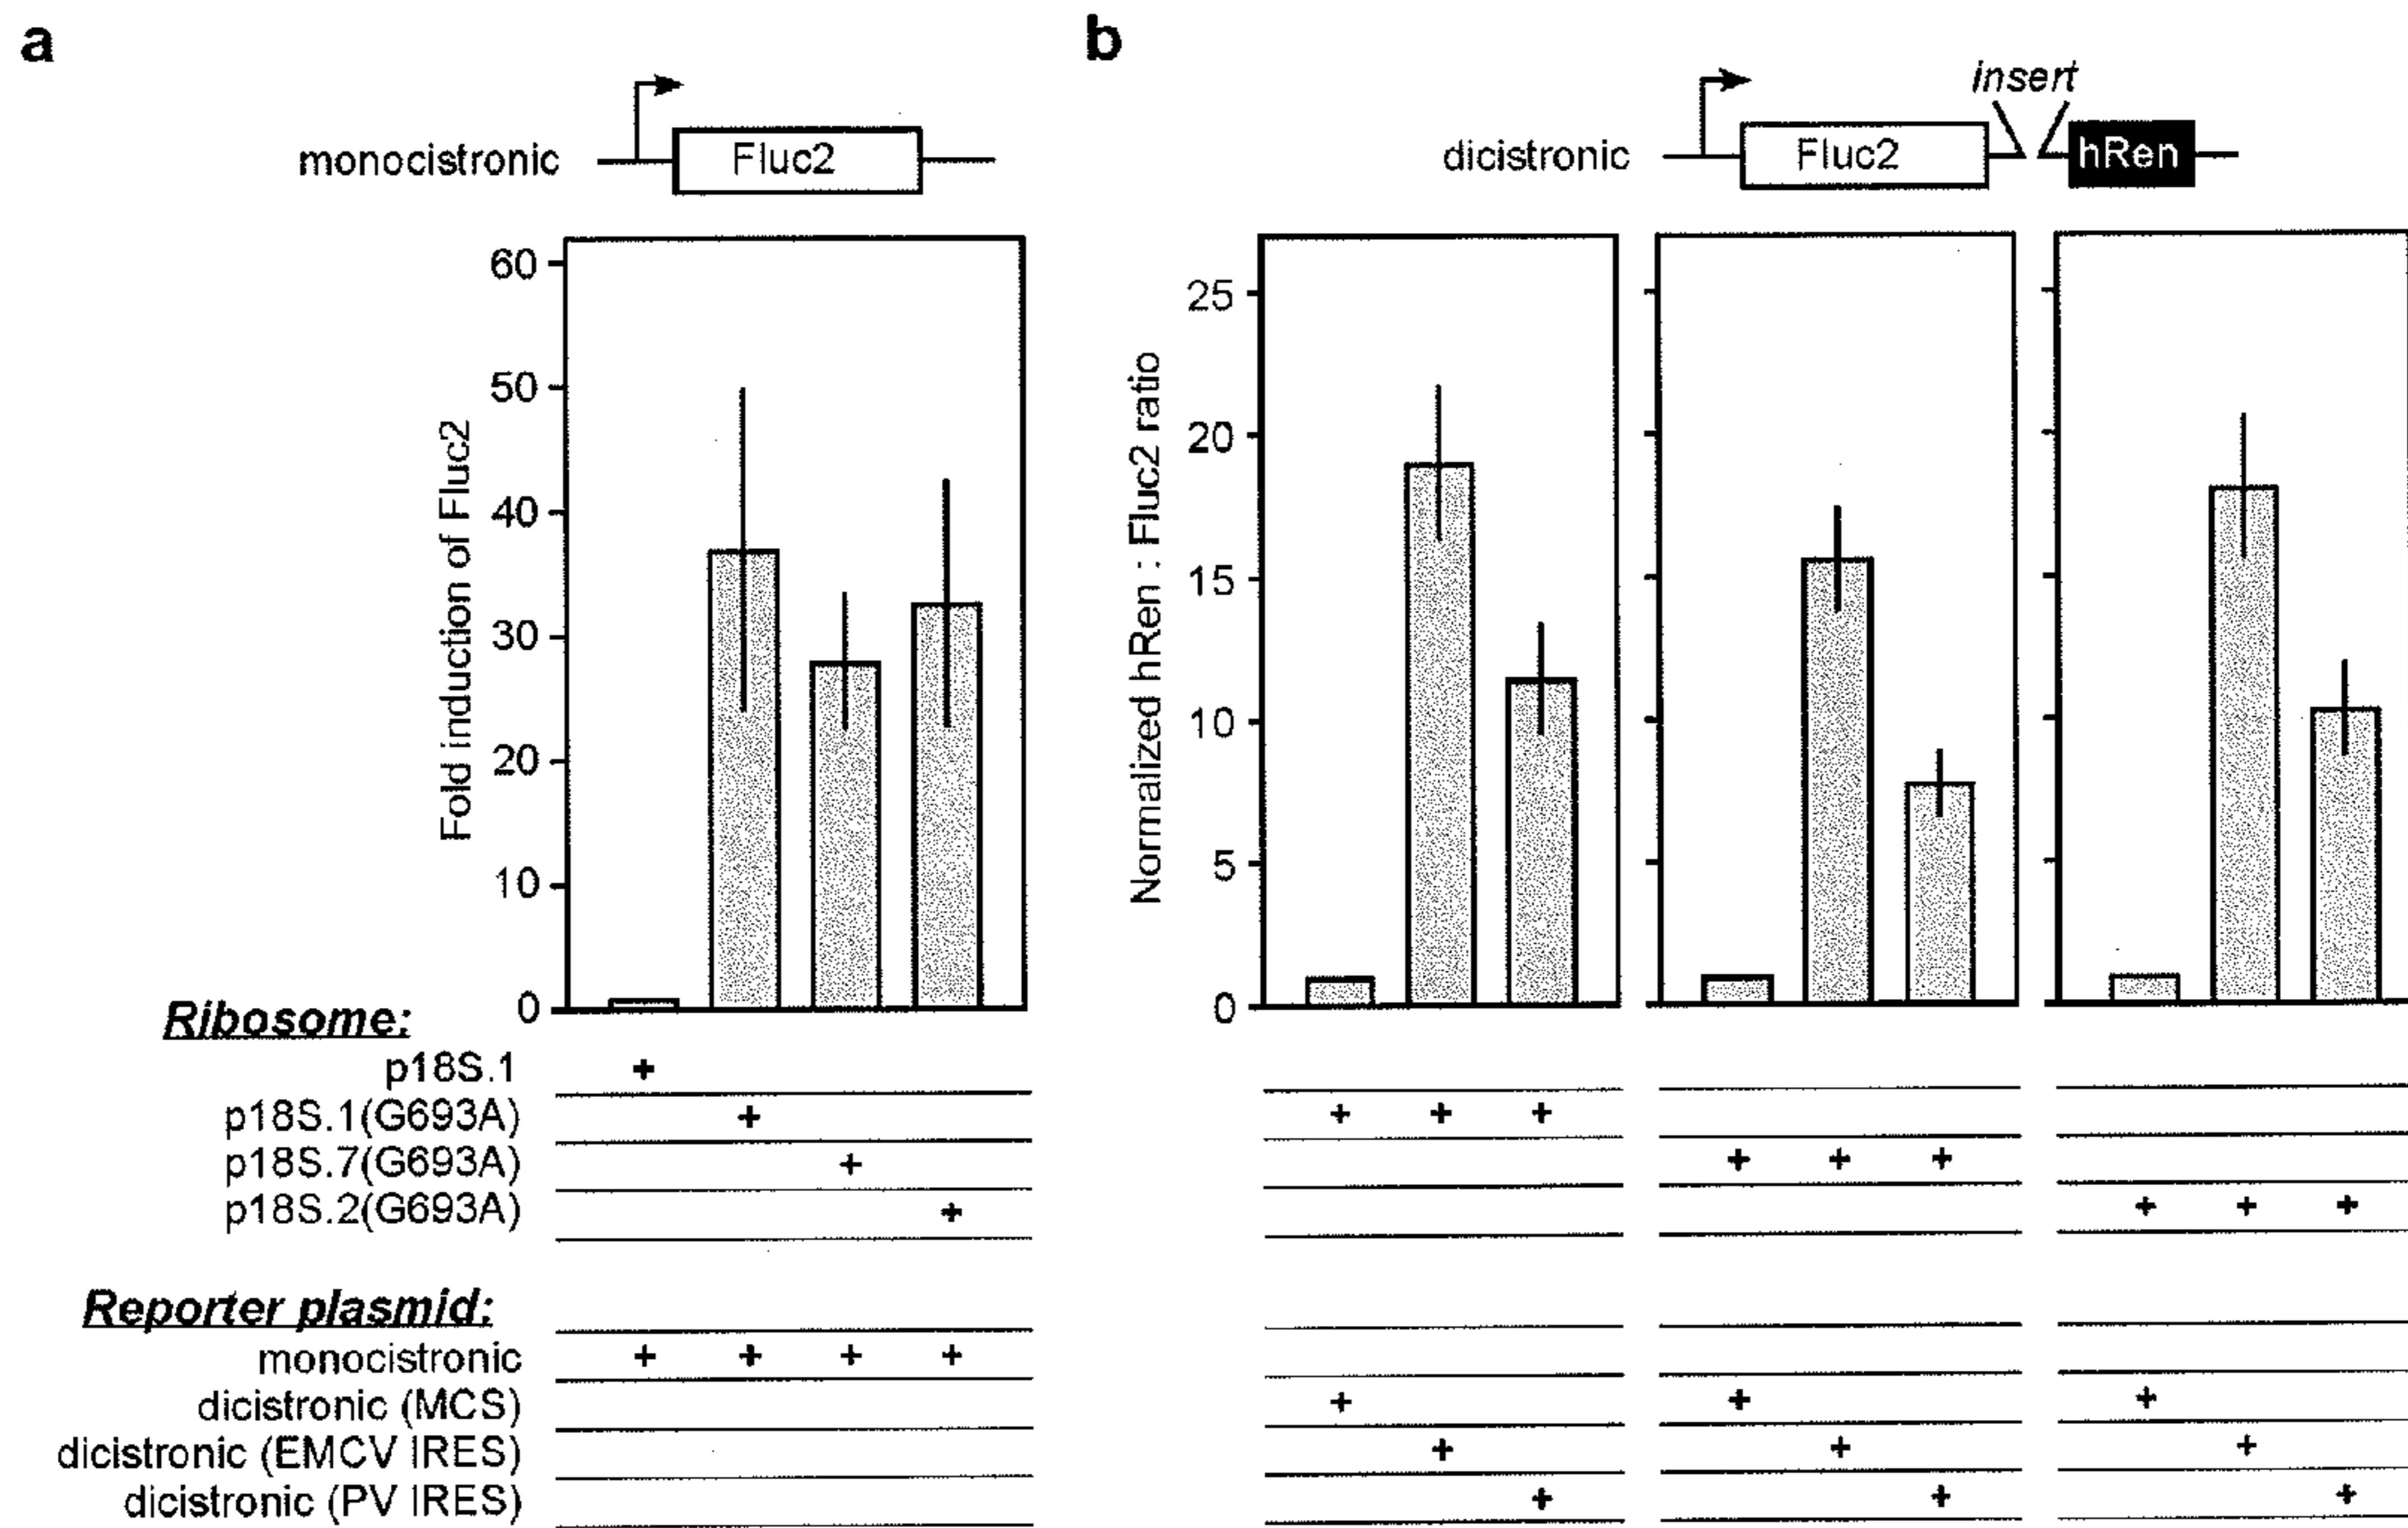 a
monocistronic
Fluc2
60
50
40
30
20
10
0
Fold induction of Fluc2
b
insert
dicistronic
Fluc2
hRen
25
20
15
10
5
0
Normalized hRen : Fluc2 ratio
Ribosome:
p18S.1 +
p18S.1(G693A) + + + +
p18S.7(G693A) + + + +
p18S.2(G693A) + + + +
Reporter plasmid:
monocistronic + + + +
dicistronic (MCS) + + +
dicistronic (EMCV IRES) + + +
dicistronic (PV IRES) + + +